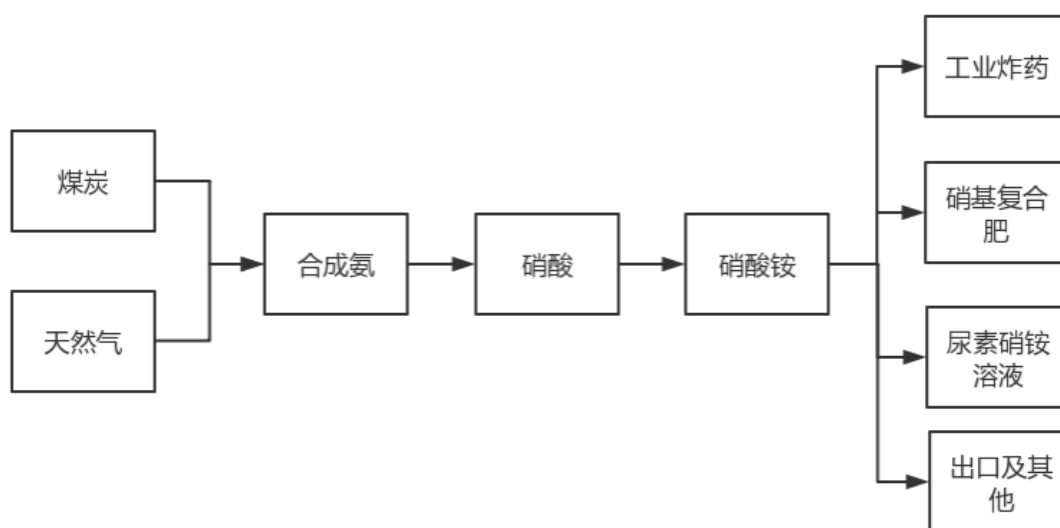 工业炸药
煤炭
硝基复合
肥
合成氨
硝酸
硝酸铵
天然气
尿素硝铵
溶液
出口及其
他